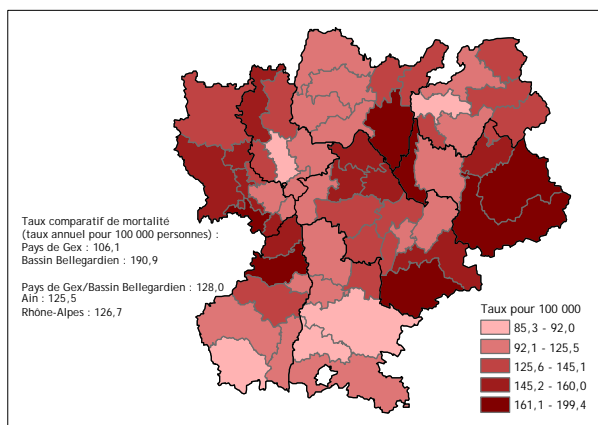 Taux comparatif de mortalité
(taux annuel pour 100 000 personnes) :
Pays de Gex : 106,1
Bassin Bellegardien : 190,9
Pays de Gex/Bassin Bellegardien : 128,0
Ain : 125,5
Rhône-Alpes : 126,7
Taux pour 100 000
85,3 - 92,0
92,1 - 125,5
125,6 - 145,1
145,2 - 160,0
161,1 - 199,4